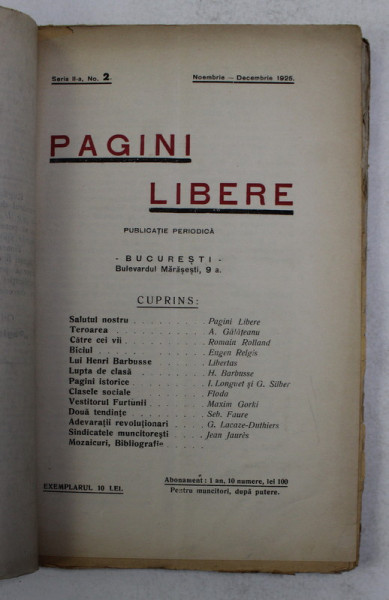 Seria II-a, No. 2. Noembrie — Decembrie 1925.
PAGINI
LIBERE
PUBLICAȚIE PERIODICĂ
- BUCUREȘTI -
Bulevardul Mărășești, 9 a.
CUPRINS:
Salutul nostru . . . . . . . . Pagini Libere
Teroarea . . . . . . . . A. Gălățeanu
Către cei vii . . . . . . . . Romain Rolland
Biciul . . . . . . . . Eugen Relgis
Lui Henri Barbusse . . . . . . Libertas
Lupta de clasă . . . . . . H. Barbusse
Pagini istorice . . . . . . I. Longuet și G. Silber
Clasele sociale . . . . . . Flada
Vestitorul Furtunii . . . . . . Maxim Gorki
Două tendințe . . . . . . Seb. Faure
Adevarații revoluționari . . . . G. Lacaze-Duthiers
Sindicatele muncitorești . . . . Jean Jaurés
Mozaicuri, Bibliografie . . . . . .
EXEMPLARUL 10 LEI. Abonament: 1 an, 10 numere, lei 100
Pentru muncitori, după putere.